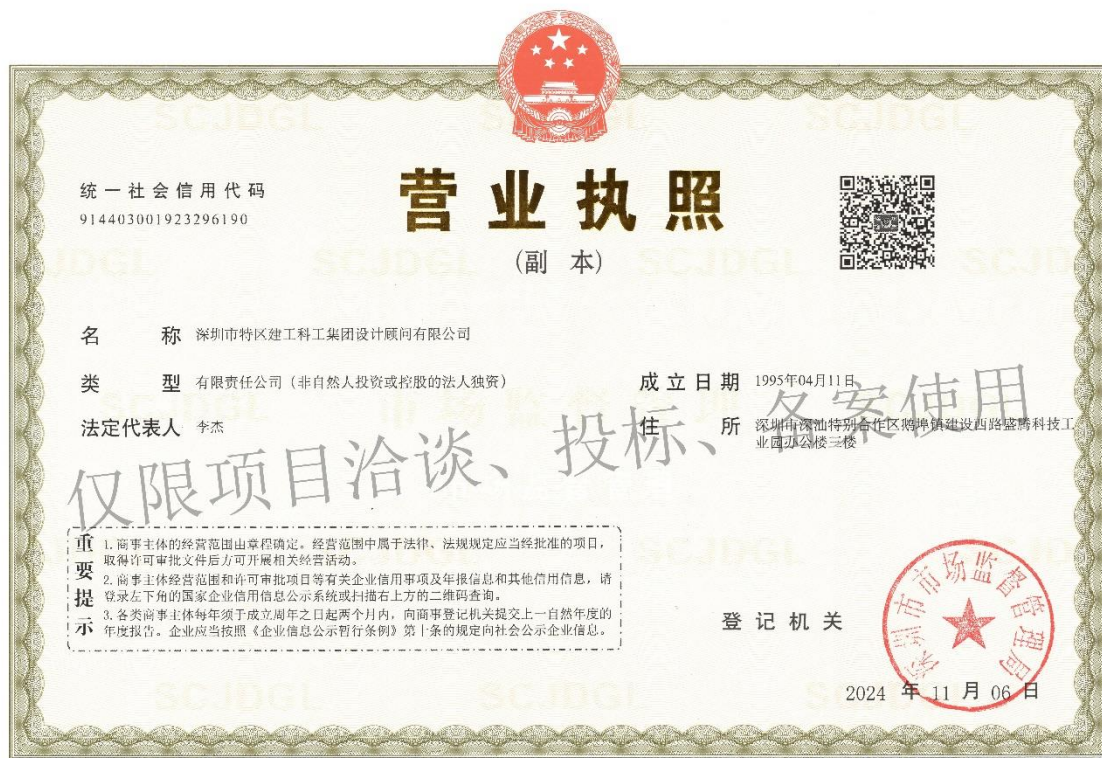 统一社会信用代码
914403001923296190
营业执照
(副 本)
名 称 深圳市特区建工科工集团设计顾问有限公司
类 型 有限责任公司（非自然人投资或控股的法人独资）
法定代表人 李杰
成立日期 1995年04月11日
住 所 深圳市深汕特别合作区鹅埠镇建设西路盛腾科技工
业园办公楼三楼
仅限项目洽谈、投标、备案使用
重要提示
1.商事主体的经营范围由章程确定。经营范围中属于法律、法规规定应当经批准的项目，
取得许可审批文件后方可开展相关经营活动。
2.商事主体经营范围和许可审批项目等有关企业信用事项及年报信息和其他信用信息，请
登录左下角的国家企业信用信息公示系统或扫描右上方的二维码查询。
3.各类商事主体每年须于成立周年之日起两个月内，向商事登记机关提交上一自然年度的
年度报告。企业应当按照《企业信息公示暂行条例》第十条的规定向社会公示企业信息。
登记机关
深圳市市场监督管理局
2024 年 11 月 06 日
SCJDGL
SCJDGL
SCJDGL
SCJDGL
SCJDGL